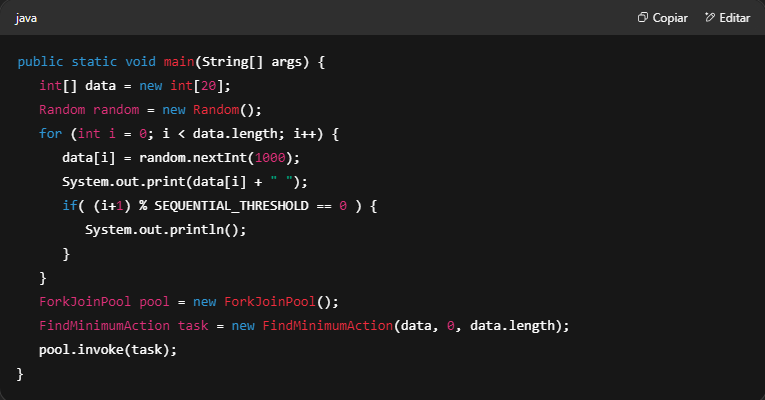 java
Copiar
Editar
public static void main(String[] args) {
int[] data = new int[20];
Random random = new Random();
for (int i = 0; i < data.length; i++) {
data[i] = random.nextInt(1000);
System.out.print(data[i] + " ");
if( (i+1) % SEQUENTIAL_THRESHOLD == 0 ) {
System.out.println();
}
}
ForkJoinPool pool = new ForkJoinPool();
FindMinimumAction task = new FindMinimumAction(data, 0, data.length);
pool.invoke(task);
}